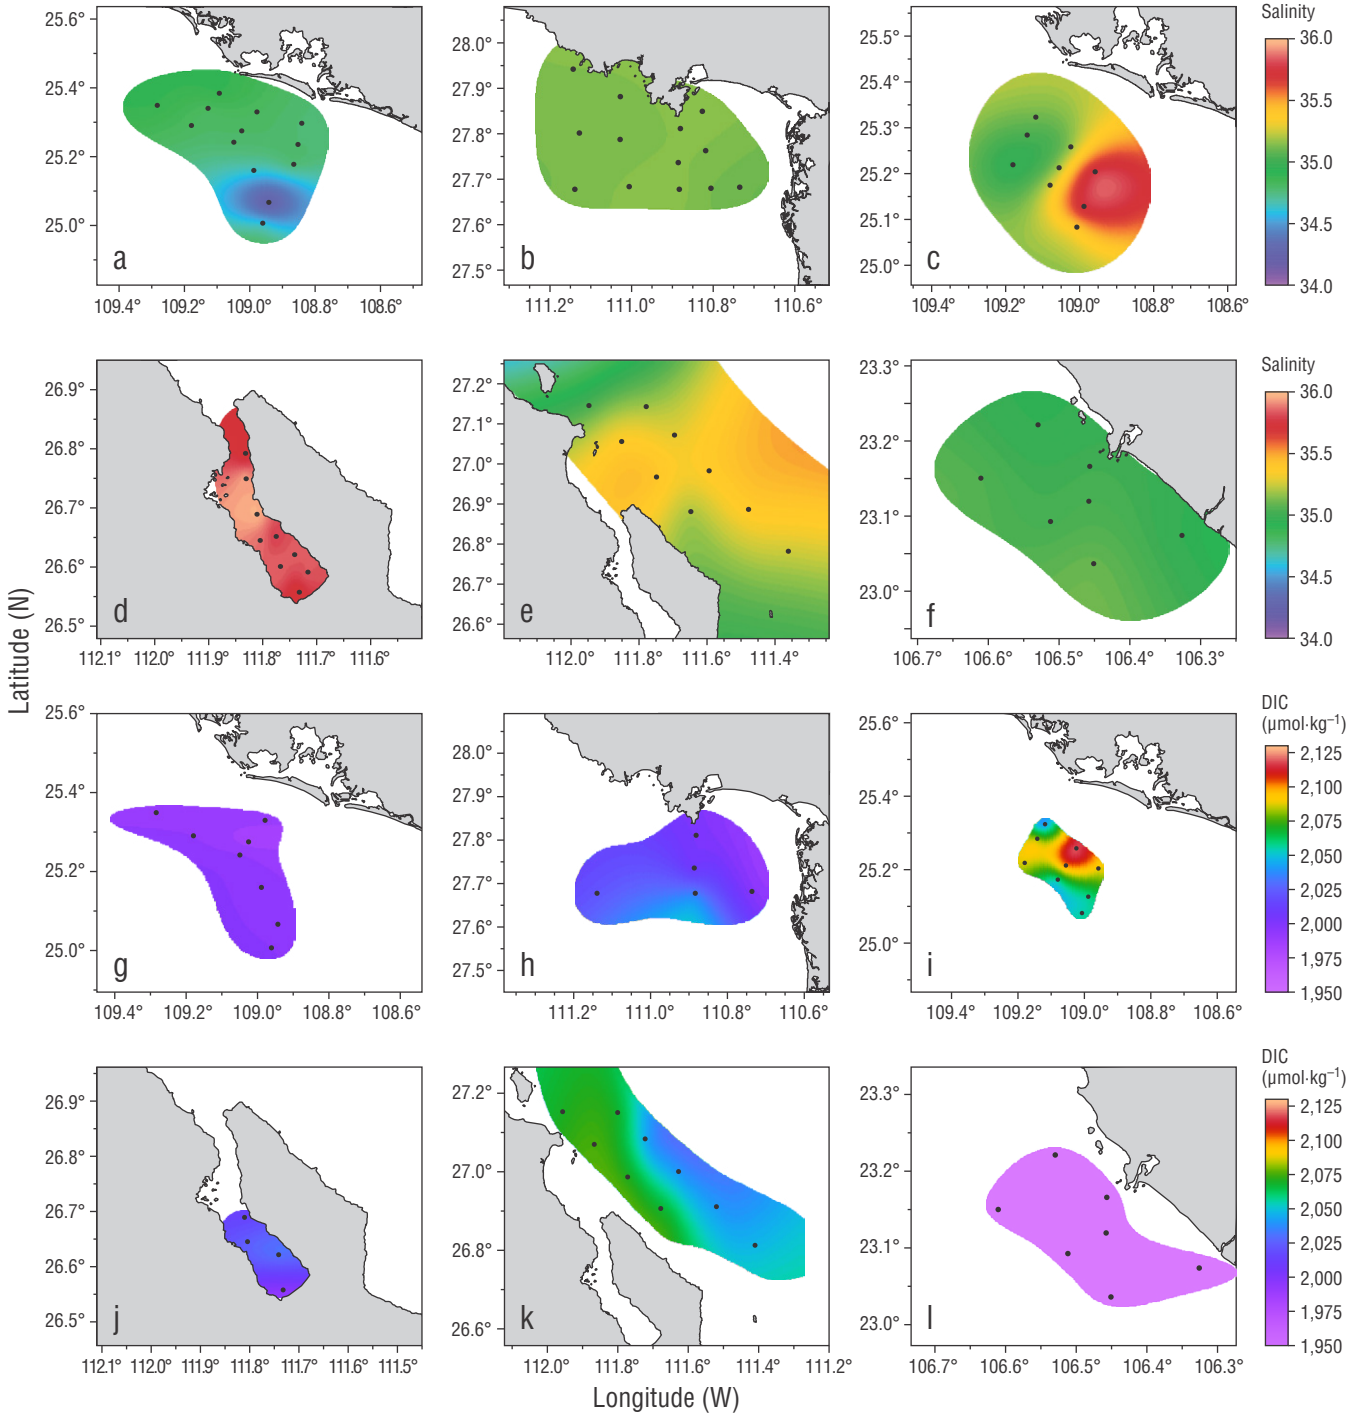 Salinity
25.6°
25.4°
25.2°
25.0°
a
109.4° 109.2° 109.0° 108.8° 108.6°
28.0°
27.9°
27.8°
27.7°
27.6°
27.5°
b
111.2° 111.0° 110.8° 110.6°
25.5°
25.4°
25.3°
25.2°
25.1°
25.0°
c
109.4° 109.2° 109.0° 108.8° 108.6°
36.0
35.5
35.0
34.5
34.0
Salinity
26.9°
26.8°
26.7°
26.6°
26.5°
d
112.1° 112.0° 111.9° 111.8° 111.7° 111.6°
27.2°
27.1°
27.0°
26.9°
26.8°
26.7°
26.6°
e
112.0° 111.8° 111.6° 111.4°
23.3°
23.2°
23.1°
23.0°
f
106.7° 106.6° 106.5° 106.4° 106.3°
36.0
35.5
35.0
34.5
34.0
Latitude (N)
DIC
(μmol·kg⁻¹)
25.6°
25.4°
25.2°
25.0°
g
109.4° 109.2° 109.0° 108.8° 108.6°
28.0°
27.9°
27.8°
27.7°
27.6°
27.5°
h
111.2° 111.0° 110.8° 110.6°
25.6°
25.4°
25.2°
25.0°
i
109.4° 109.2° 109.0° 108.8° 108.6°
2,125
2,100
2,075
2,050
2,025
2,000
1,975
1,950
DIC
(μmol·kg⁻¹)
26.9°
26.8°
26.7°
26.6°
26.5°
j
112.1° 112.0° 111.9° 111.8° 111.7° 111.6° 111.5°
27.2°
27.0°
26.8°
26.6°
k
112.0° 111.8° 111.6° 111.4° 111.2°
23.3°
23.2°
23.1°
23.0°
l
106.7° 106.6° 106.5° 106.4° 106.3°
2,125
2,100
2,075
2,050
2,025
2,000
1,975
1,950
Longitude (W)